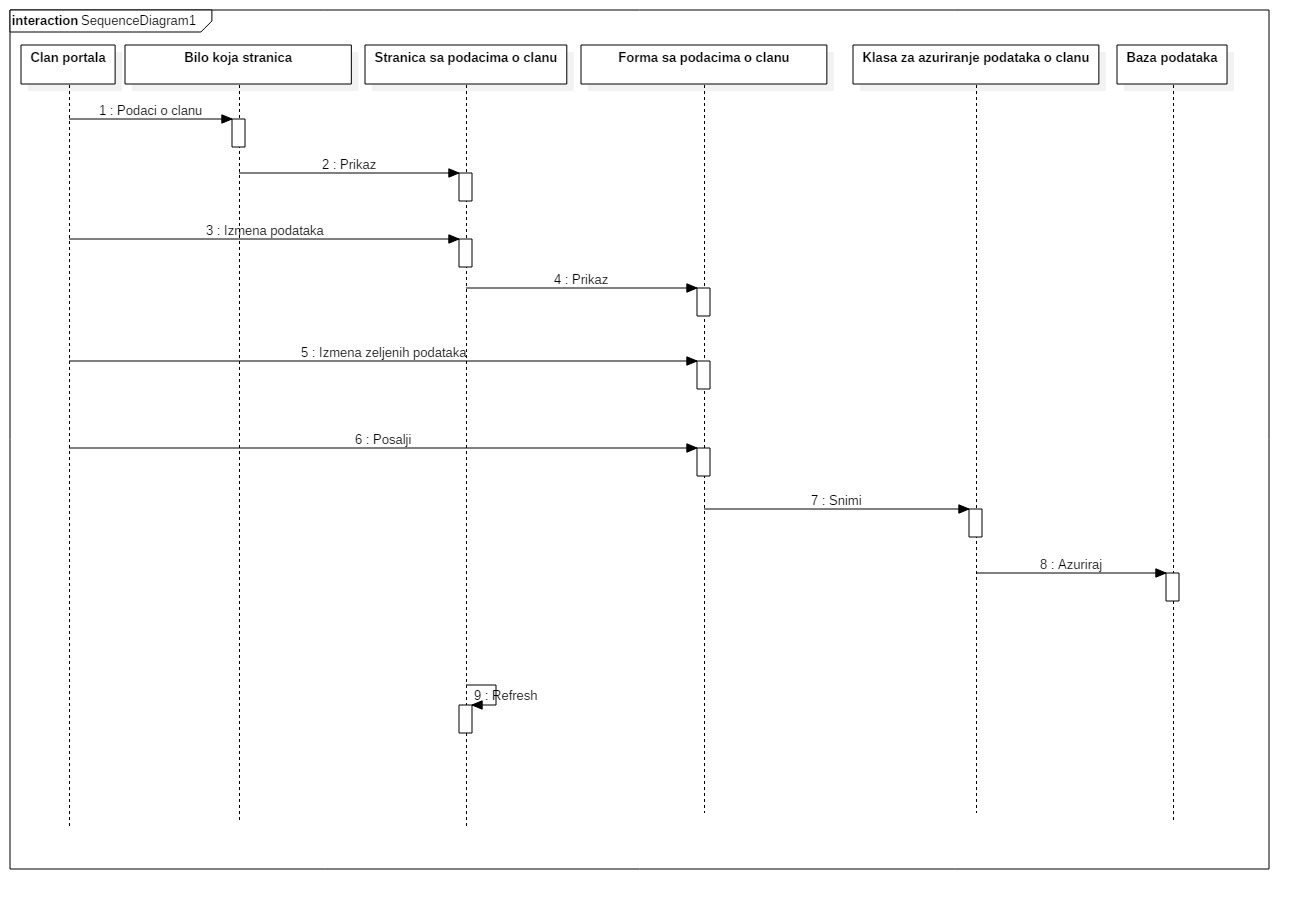 interaction SequenceDiagram1
Clan portala
Bilo koja stranica
Stranica sa podacima o clanu
Forma sa podacima o clanu
Klasa za azuriranje podataka o clanu
Baza podataka
1 : Podaci o clanu
2 : Prikaz
3 : Izmena podataka
4 : Prikaz
5 : Izmena zeljenih podataka
6 : Posalji
7 : Snimi
8 : Azuriraj
9 : Refresh